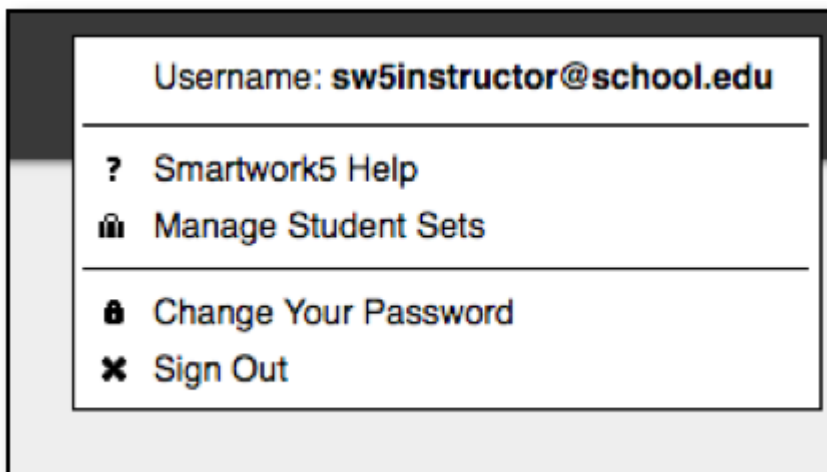 Username: sw5instructor@school.edu
? Smartwork5 Help
Manage Student Sets
Change Your Password
Sign Out